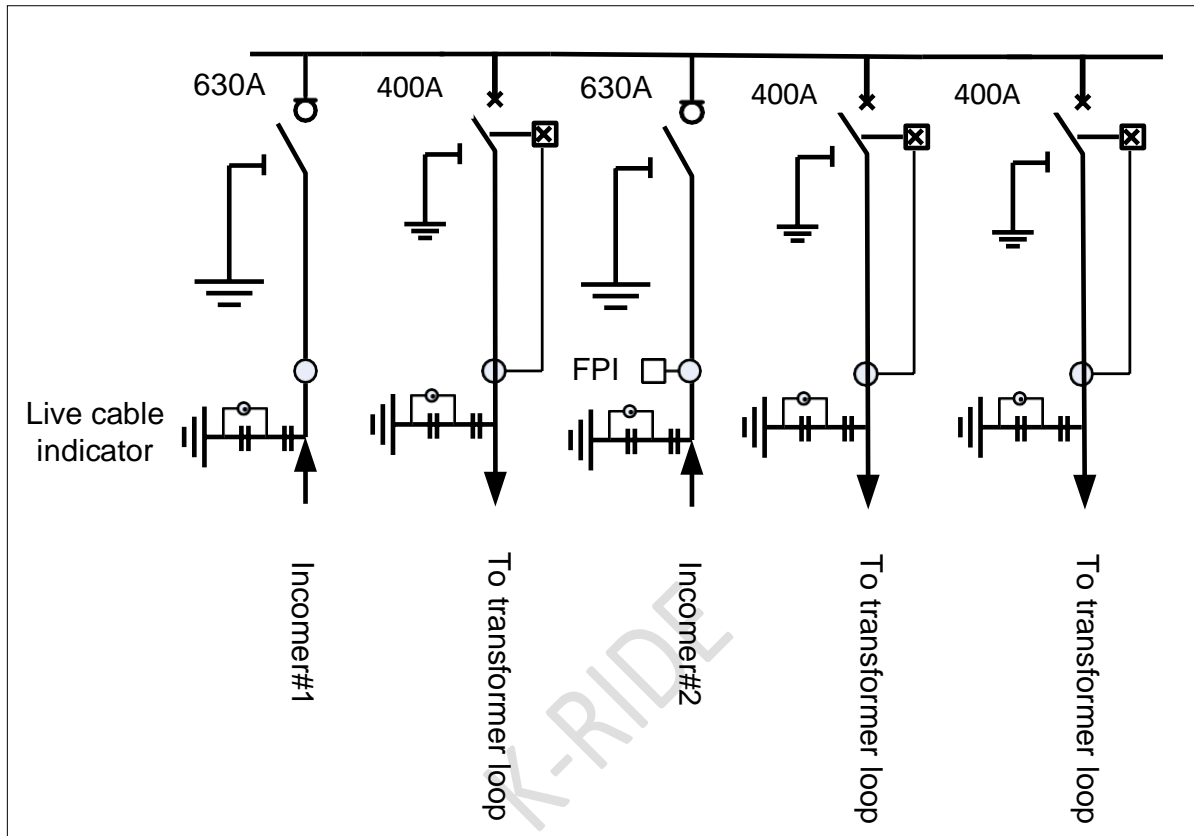 630A
400A
630A
400A
400A
FPI
Live cable
indicator
Incomer#1
To transformer loop
Incomer#2
To transformer loop
To transformer loop
K-RIDE